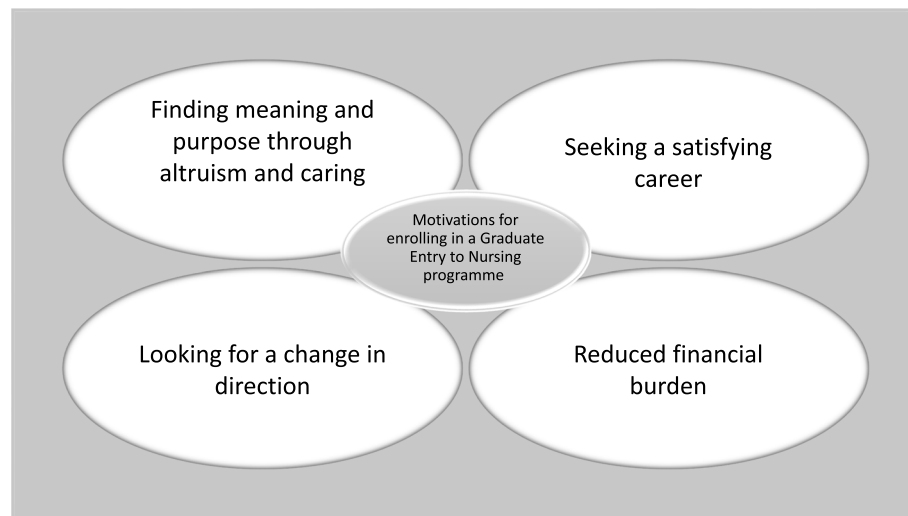 Finding meaning and
purpose through
altruism and caring
Seeking a satisfying
career
Motivations for
enrolling in a Graduate
Entry to Nursing
programme
Looking for a change in
direction
Reduced financial
burden